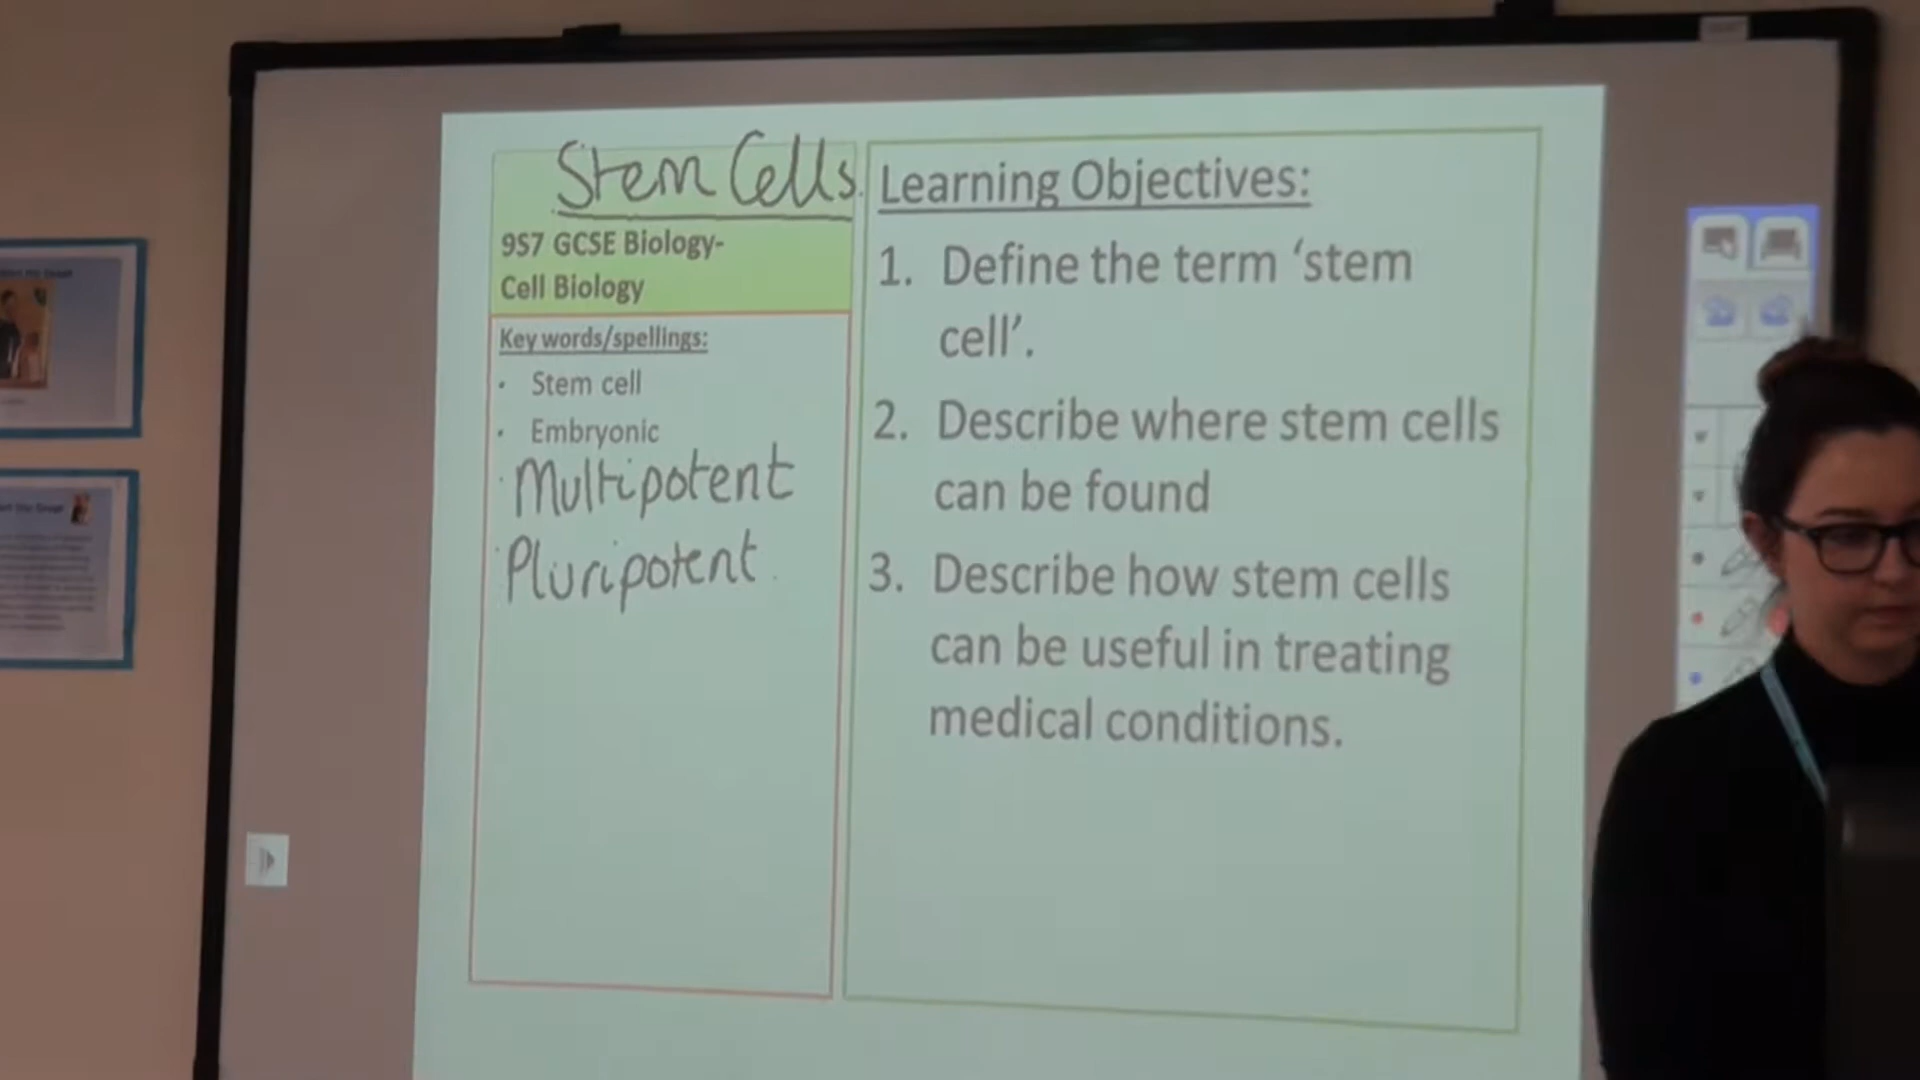 Stem Cells.
9S7 GCSE Biology-
Cell Biology
Key words/spellings:
• Stem cell
• Embryonic
• Multipotent
• Pluripotent
Learning Objectives:
1. Define the term ‘stem
cell’.
2. Describe where stem cells
can be found
3. Describe how stem cells
can be useful in treating
medical conditions.